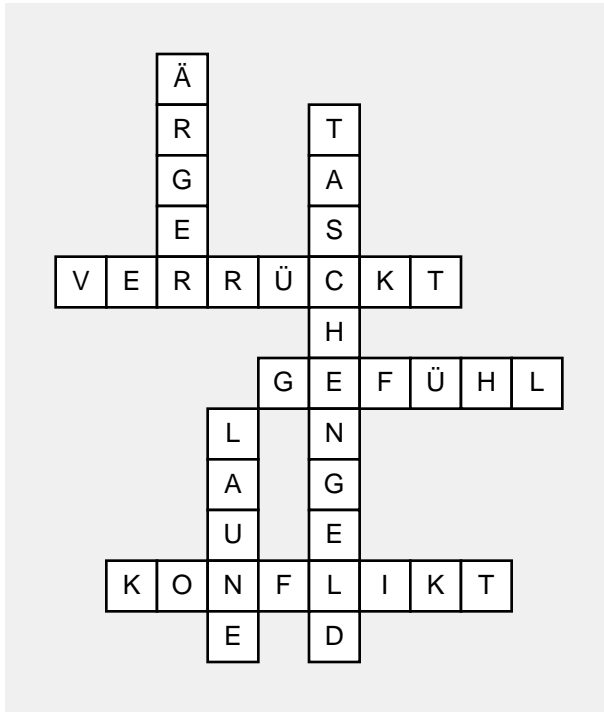 ÄRGER
TASCHENGELD
VERRÜCKT
GEFÜHL
LAUNE
KONFLIKT